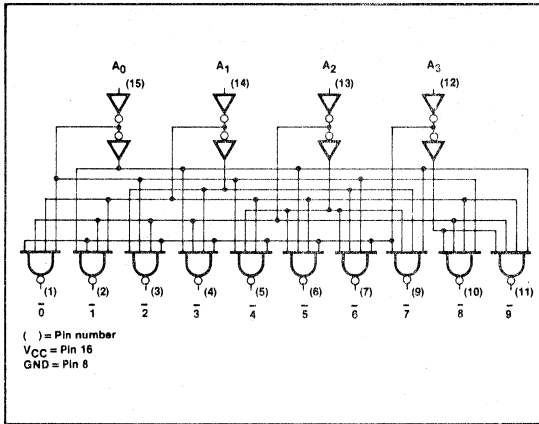 A0 A1 A2 A3
(15) (14) (13) (12)
(1) (2) (3) (4) (5) (6) (7) (9) (10) (11)
0̅ 1̅ 2̅ 3̅ 4̅ 5̅ 6̅ 7̅ 8̅ 9̅
( ) = Pin number
VCC = Pin 16
GND = Pin 8